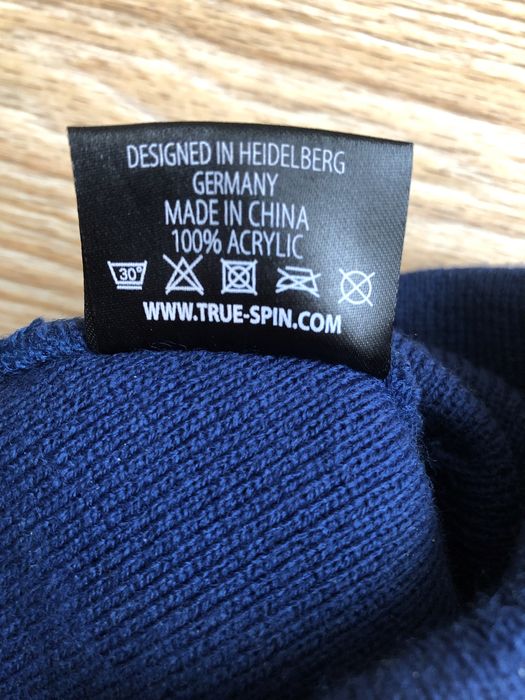 DESIGNED IN HEIDELBERG
GERMANY
MADE IN CHINA
100% ACRYLIC
30°
WWW.TRUE-SPIN.COM